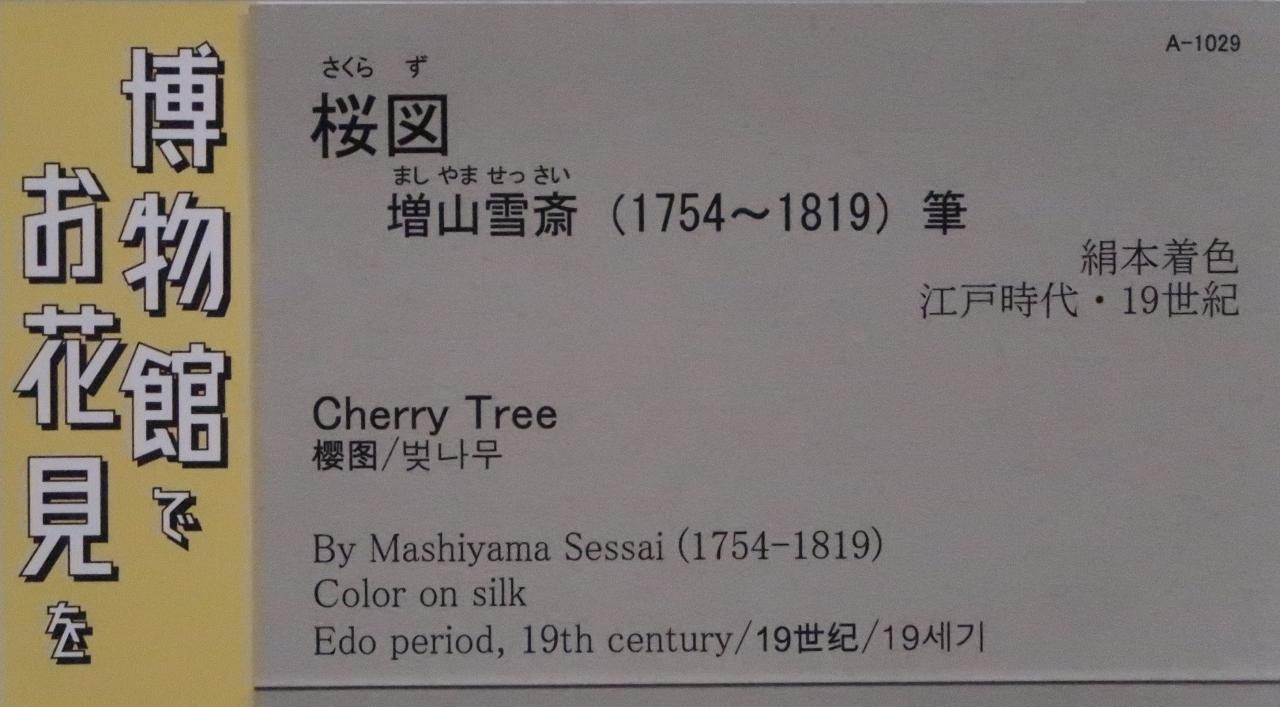 博物館で
お花見を
A-1029
さくら ず
桜図
まし やま せっ さい
増山雪斎 (1754～1819) 筆
絹本着色
江戸時代・19世紀
Cherry Tree
樱图/벚나무
By Mashiyama Sessai (1754-1819)
Color on silk
Edo period, 19th century/19世纪/19세기